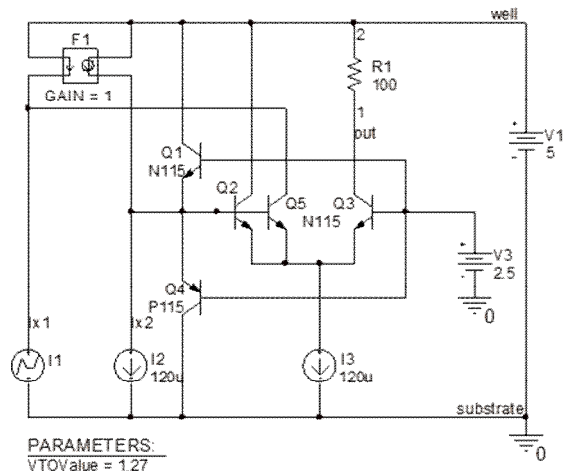 well
F1
2
R1
100
GAIN = 1
1
out
V1
5
Q1
N115
Q2
Q5
Q3
N115
V3
2.5
Q4
P115
0
Ix1
Ix2
I1
I2
120u
I3
120u
substrate
0
PARAMETERS:
VTOValue = 1.27